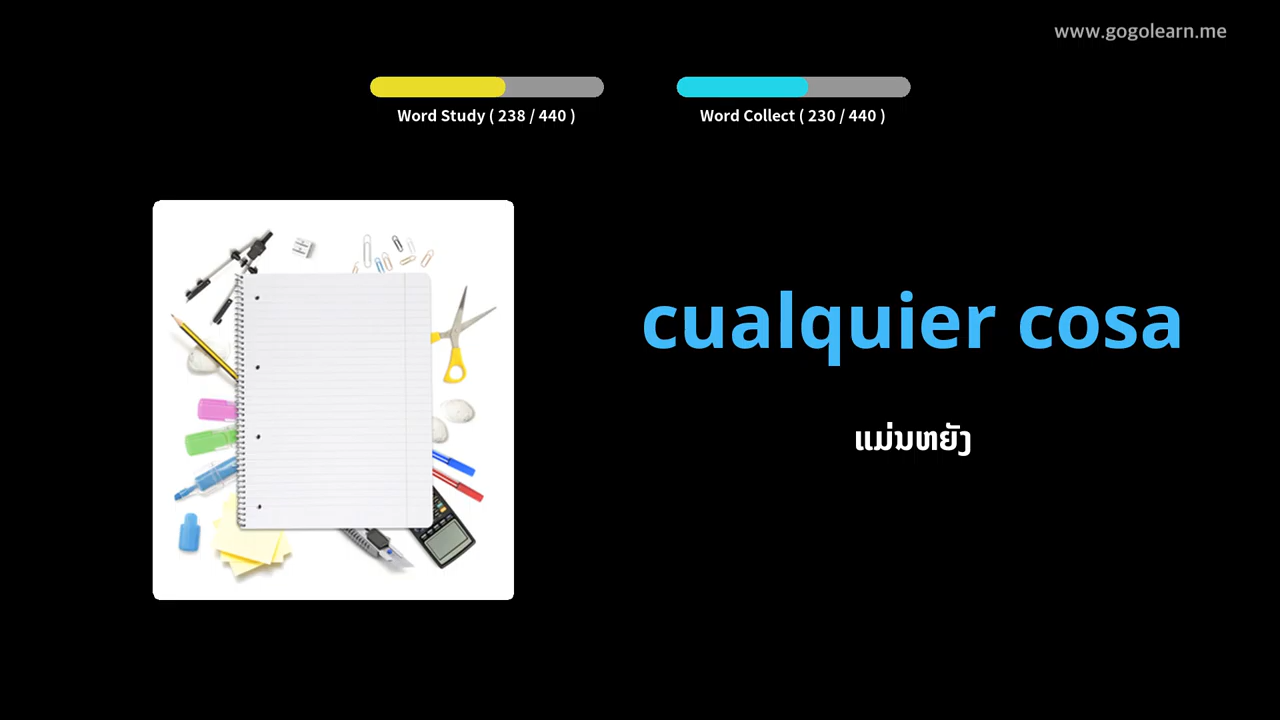 www.gogolearn.me
Word Study ( 238 / 440 )
Word Collect ( 230 / 440 )
cualquier cosa
ແມ່ນຫຍັງ